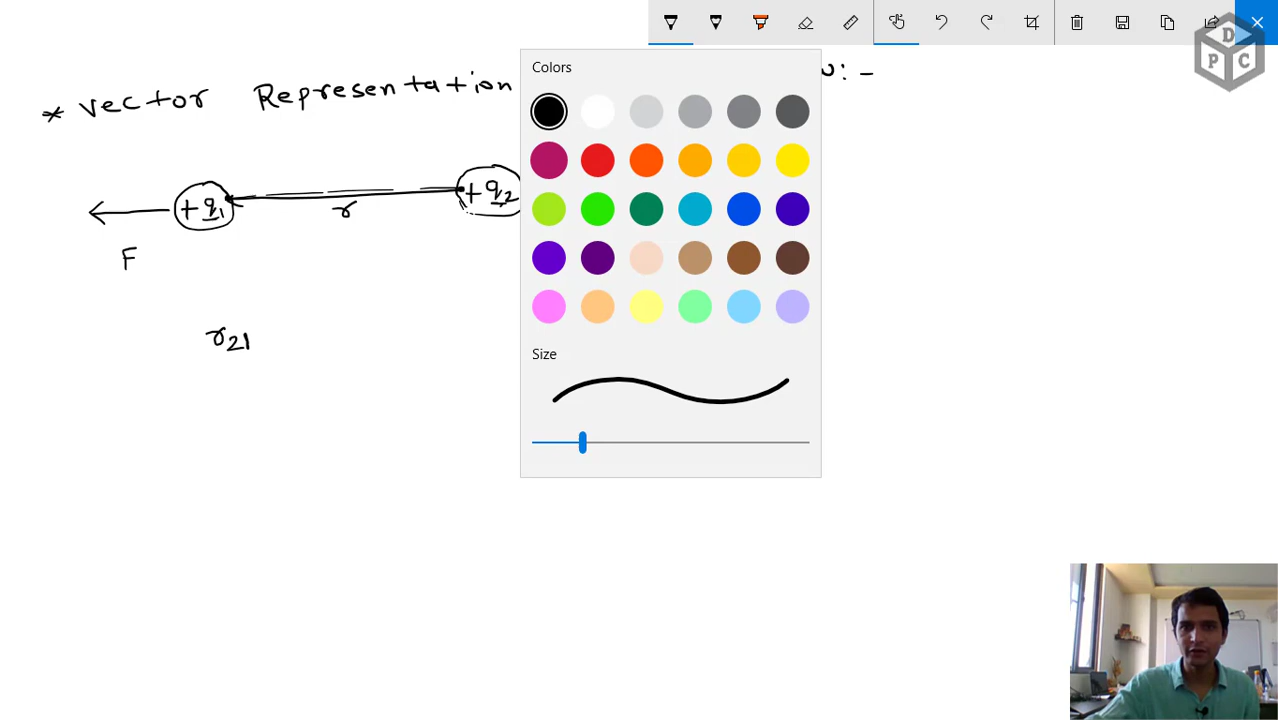 D
P C
Colors
* Vector Representation : -
+ q1 r + q2
F
r21
Size